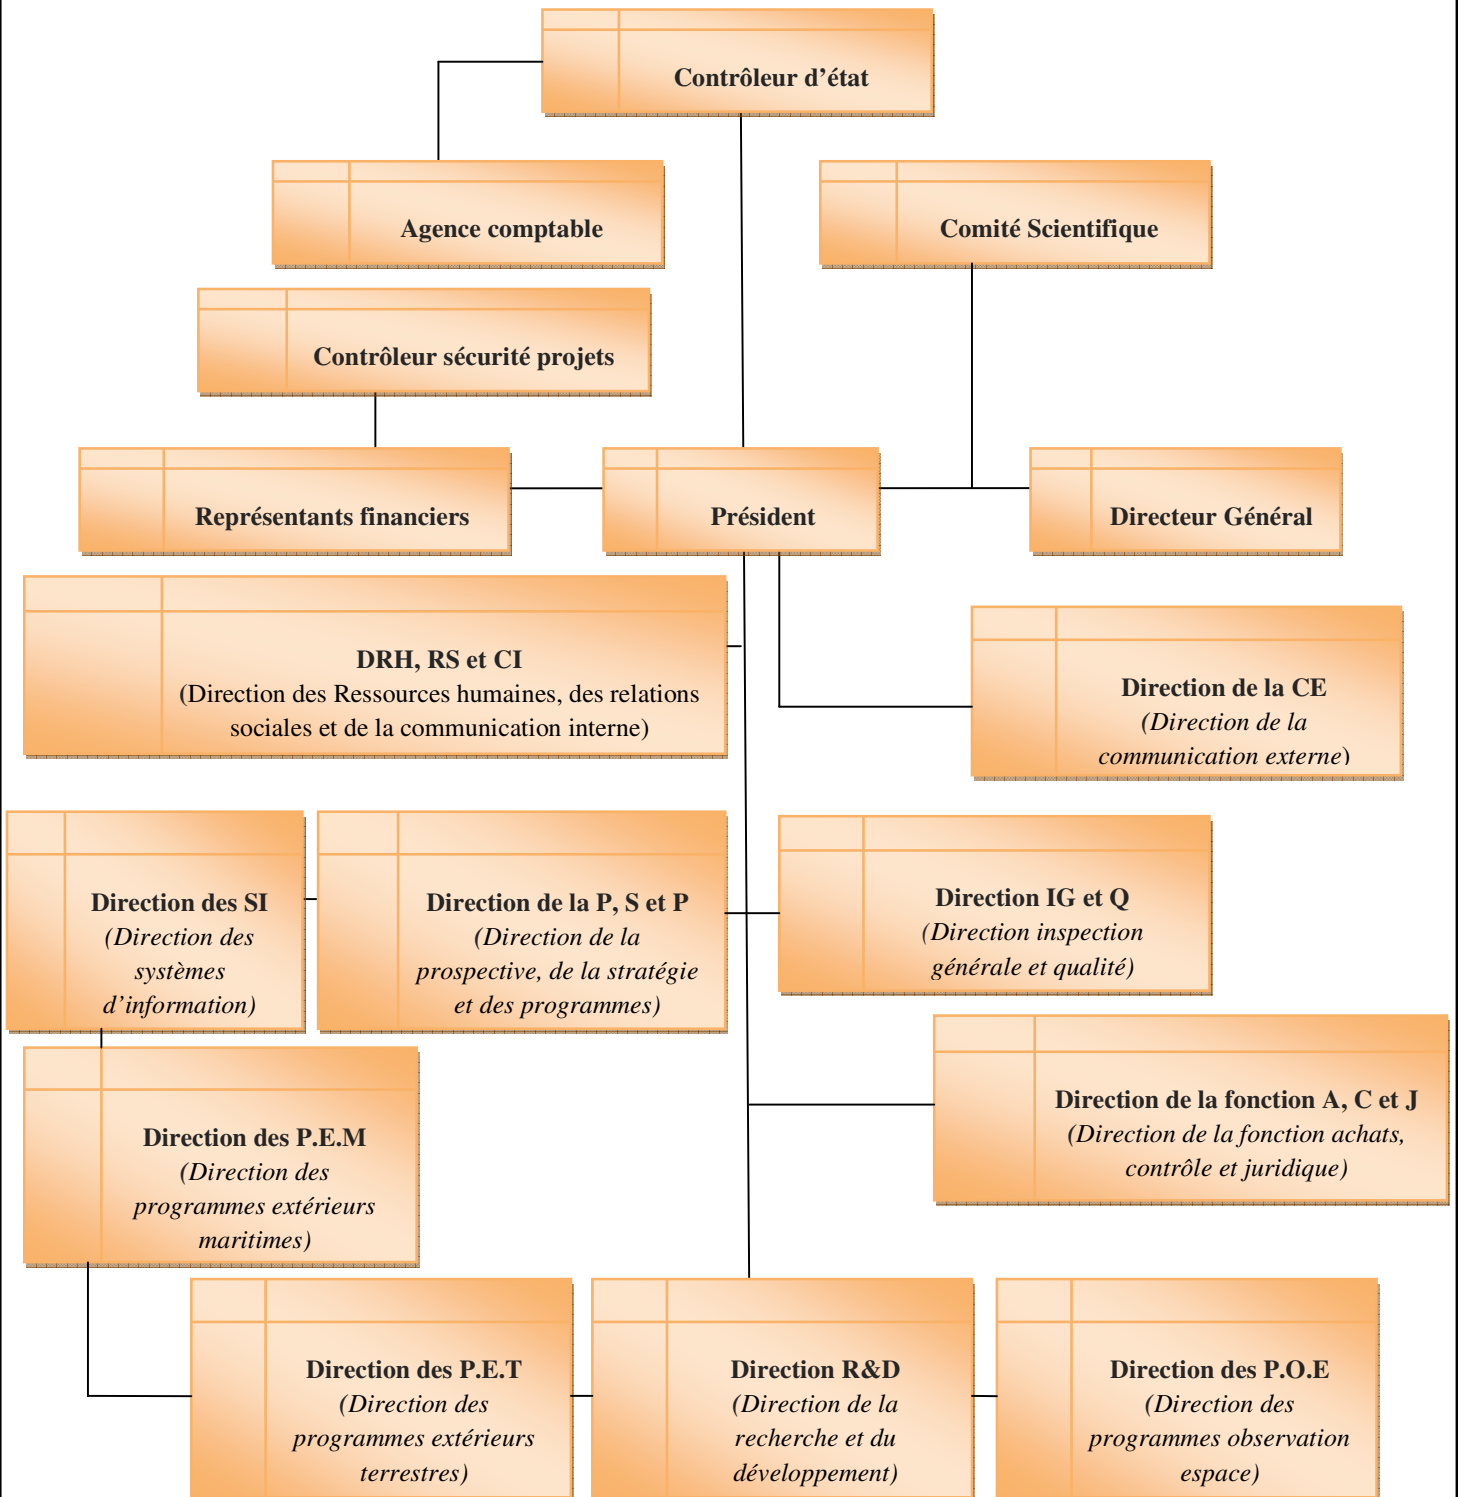 Contrôleur d’état
Agence comptable
Comité Scientifique
Contrôleur sécurité projets
Représentants financiers
Président
Directeur Général
DRH, RS et CI
(Direction des Ressources humaines, des relations
sociales et de la communication interne)
Direction de la CE
(Direction de la
communication externe)
Direction des SI
(Direction des
systèmes
d’information)
Direction de la P, S et P
(Direction de la
prospective, de la stratégie
et des programmes)
Direction IG et Q
(Direction inspection
générale et qualité)
Direction de la fonction A, C et J
(Direction de la fonction achats,
contrôle et juridique)
Direction des P.E.M
(Direction des
programmes extérieurs
maritimes)
Direction des P.E.T
(Direction des
programmes extérieurs
terrestres)
Direction R&D
(Direction de la
recherche et du
développement)
Direction des P.O.E
(Direction des
programmes observation
espace)